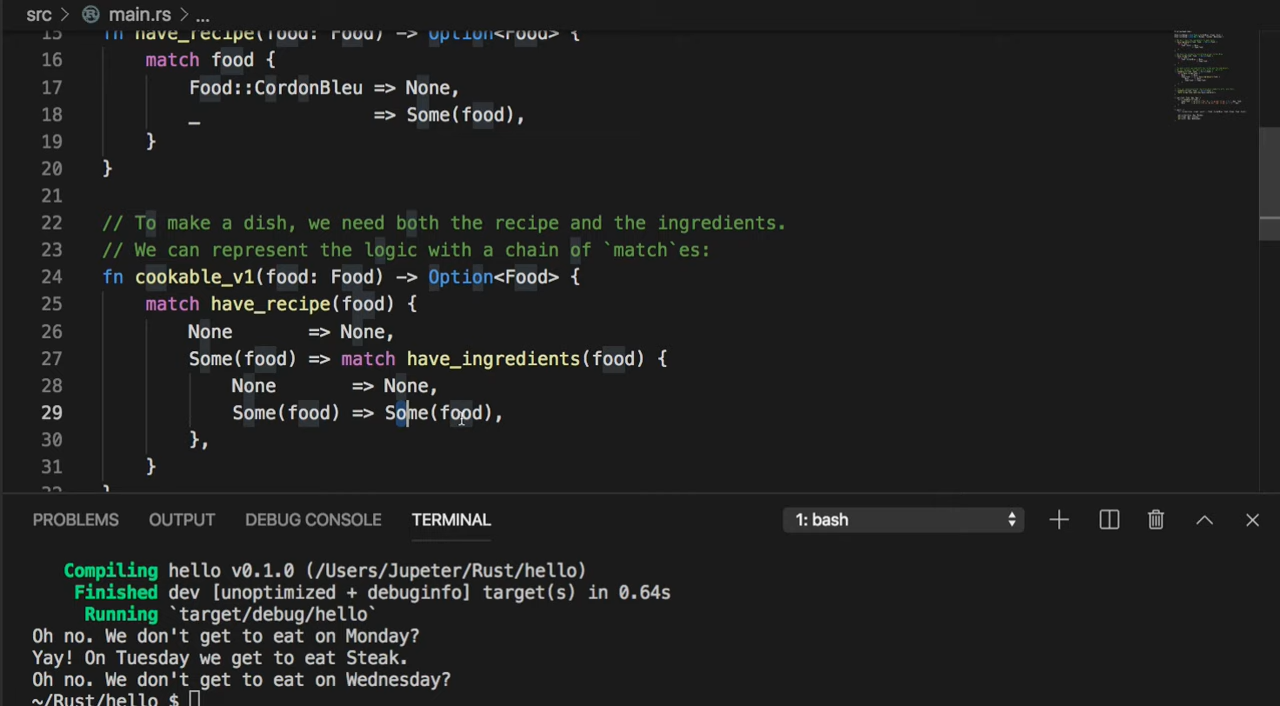 src > main.rs > ...
15 fn have_recipe(food: Food) -> Option<Food> {
16 match food {
17 Food::CordonBleu => None,
18 _ => Some(food),
19 }
20 }
21
22 // To make a dish, we need both the recipe and the ingredients.
23 // We can represent the logic with a chain of `match`es:
24 fn cookable_v1(food: Food) -> Option<Food> {
25 match have_recipe(food) {
26 None => None,
27 Some(food) => match have_ingredients(food) {
28 None => None,
29 Some(food) => Some(food),
30 },
31 }
32 }
PROBLEMS OUTPUT DEBUG CONSOLE TERMINAL 1: bash
Compiling hello v0.1.0 (/Users/Jupeter/Rust/hello)
Finished dev [unoptimized + debuginfo] target(s) in 0.64s
Running `target/debug/hello`
Oh no. We don't get to eat on Monday?
Yay! On Tuesday we get to eat Steak.
Oh no. We don't get to eat on Wednesday?
~/Rust/hello $